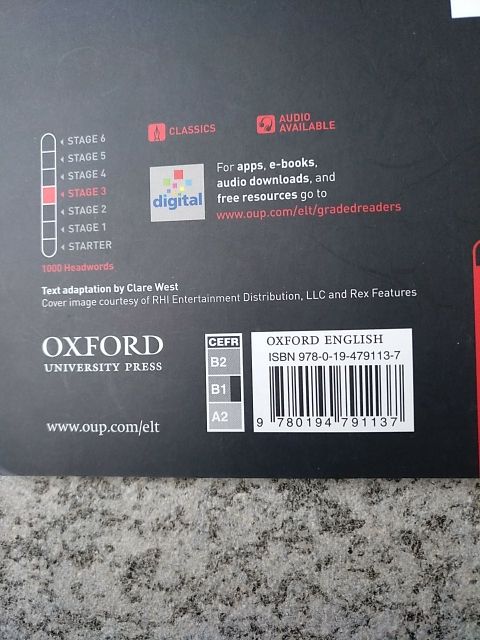 CLASSICS
AUDIO
AVAILABLE
STAGE 6
STAGE 5
STAGE 4
STAGE 3
STAGE 2
STAGE 1
STARTER
1000 Headwords
digital
For apps, e-books,
audio downloads, and
free resources go to
www.oup.com/elt/gradedreaders
Text adaptation by Clare West
Cover image courtesy of RHI Entertainment Distribution, LLC and Rex Features
OXFORD
UNIVERSITY PRESS
www.oup.com/elt
CEFR
B2
B1
A2
OXFORD ENGLISH
ISBN 978-0-19-479113-7
9 780194 791137